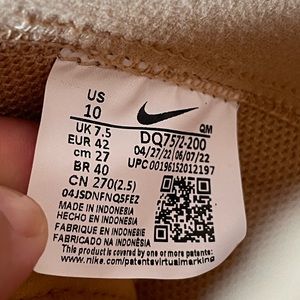 US
10
QM
UK 7.5
EUR 42
cm 27
BR 40
CN 270(2.5)
DQ7572-200
04/27/22 08/07/22
UPC 00196152012197
04JSDNFNQ5FEZ
MADE IN INDONESIA
HECHO EN INDONESIA
FABRIQUE EN INDONESIE
FABRICADO NA INDONÉSIA
This product is covered by one or more patents:
www.nike.com/patentsvirtualmarking